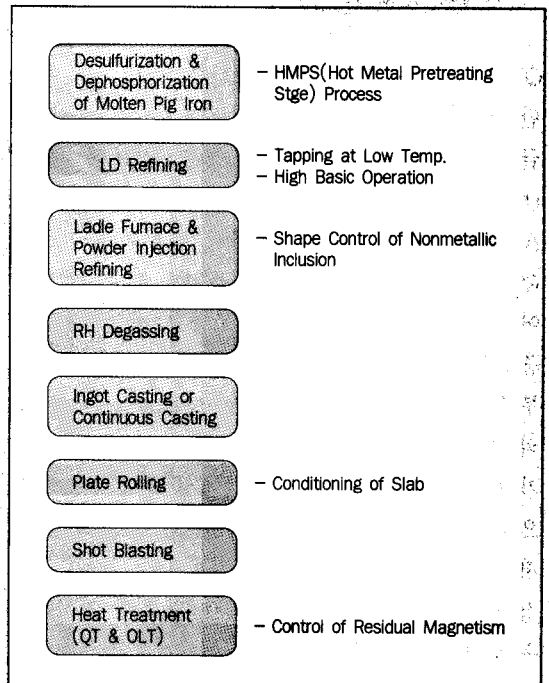 Desulfurization &
Dephosphorization
of Molten Pig Iron
– HMPS(Hot Metal Pretreating
Stge) Process
LD Refining
– Tapping at Low Temp.
– High Basic Operation
Ladle Furnace &
Powder Injection
Refining
– Shape Control of Nonmetallic
Inclusion
RH Degassing
Ingot Casting or
Continuous Casting
Plate Rolling
– Conditioning of Slab
Shot Blasting
Heat Treatment
(QT & OLT)
– Control of Residual Magnetism